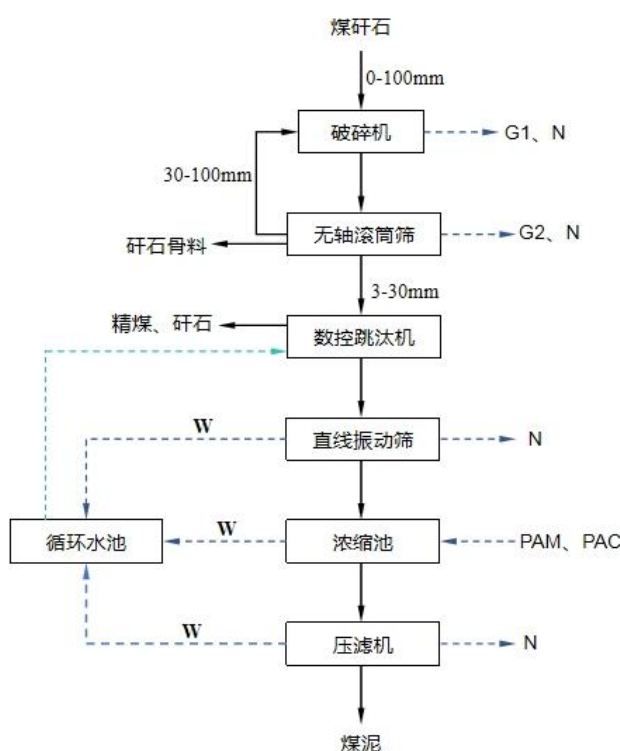 煤矸石
0-100mm
破碎机
G1、N
30-100mm
无轴滚筒筛
G2、N
矸石骨料
3-30mm
精煤、矸石
数控跳汰机
W
直线振动筛
N
循环水池
W
浓缩池
PAM、PAC
W
压滤机
N
煤泥